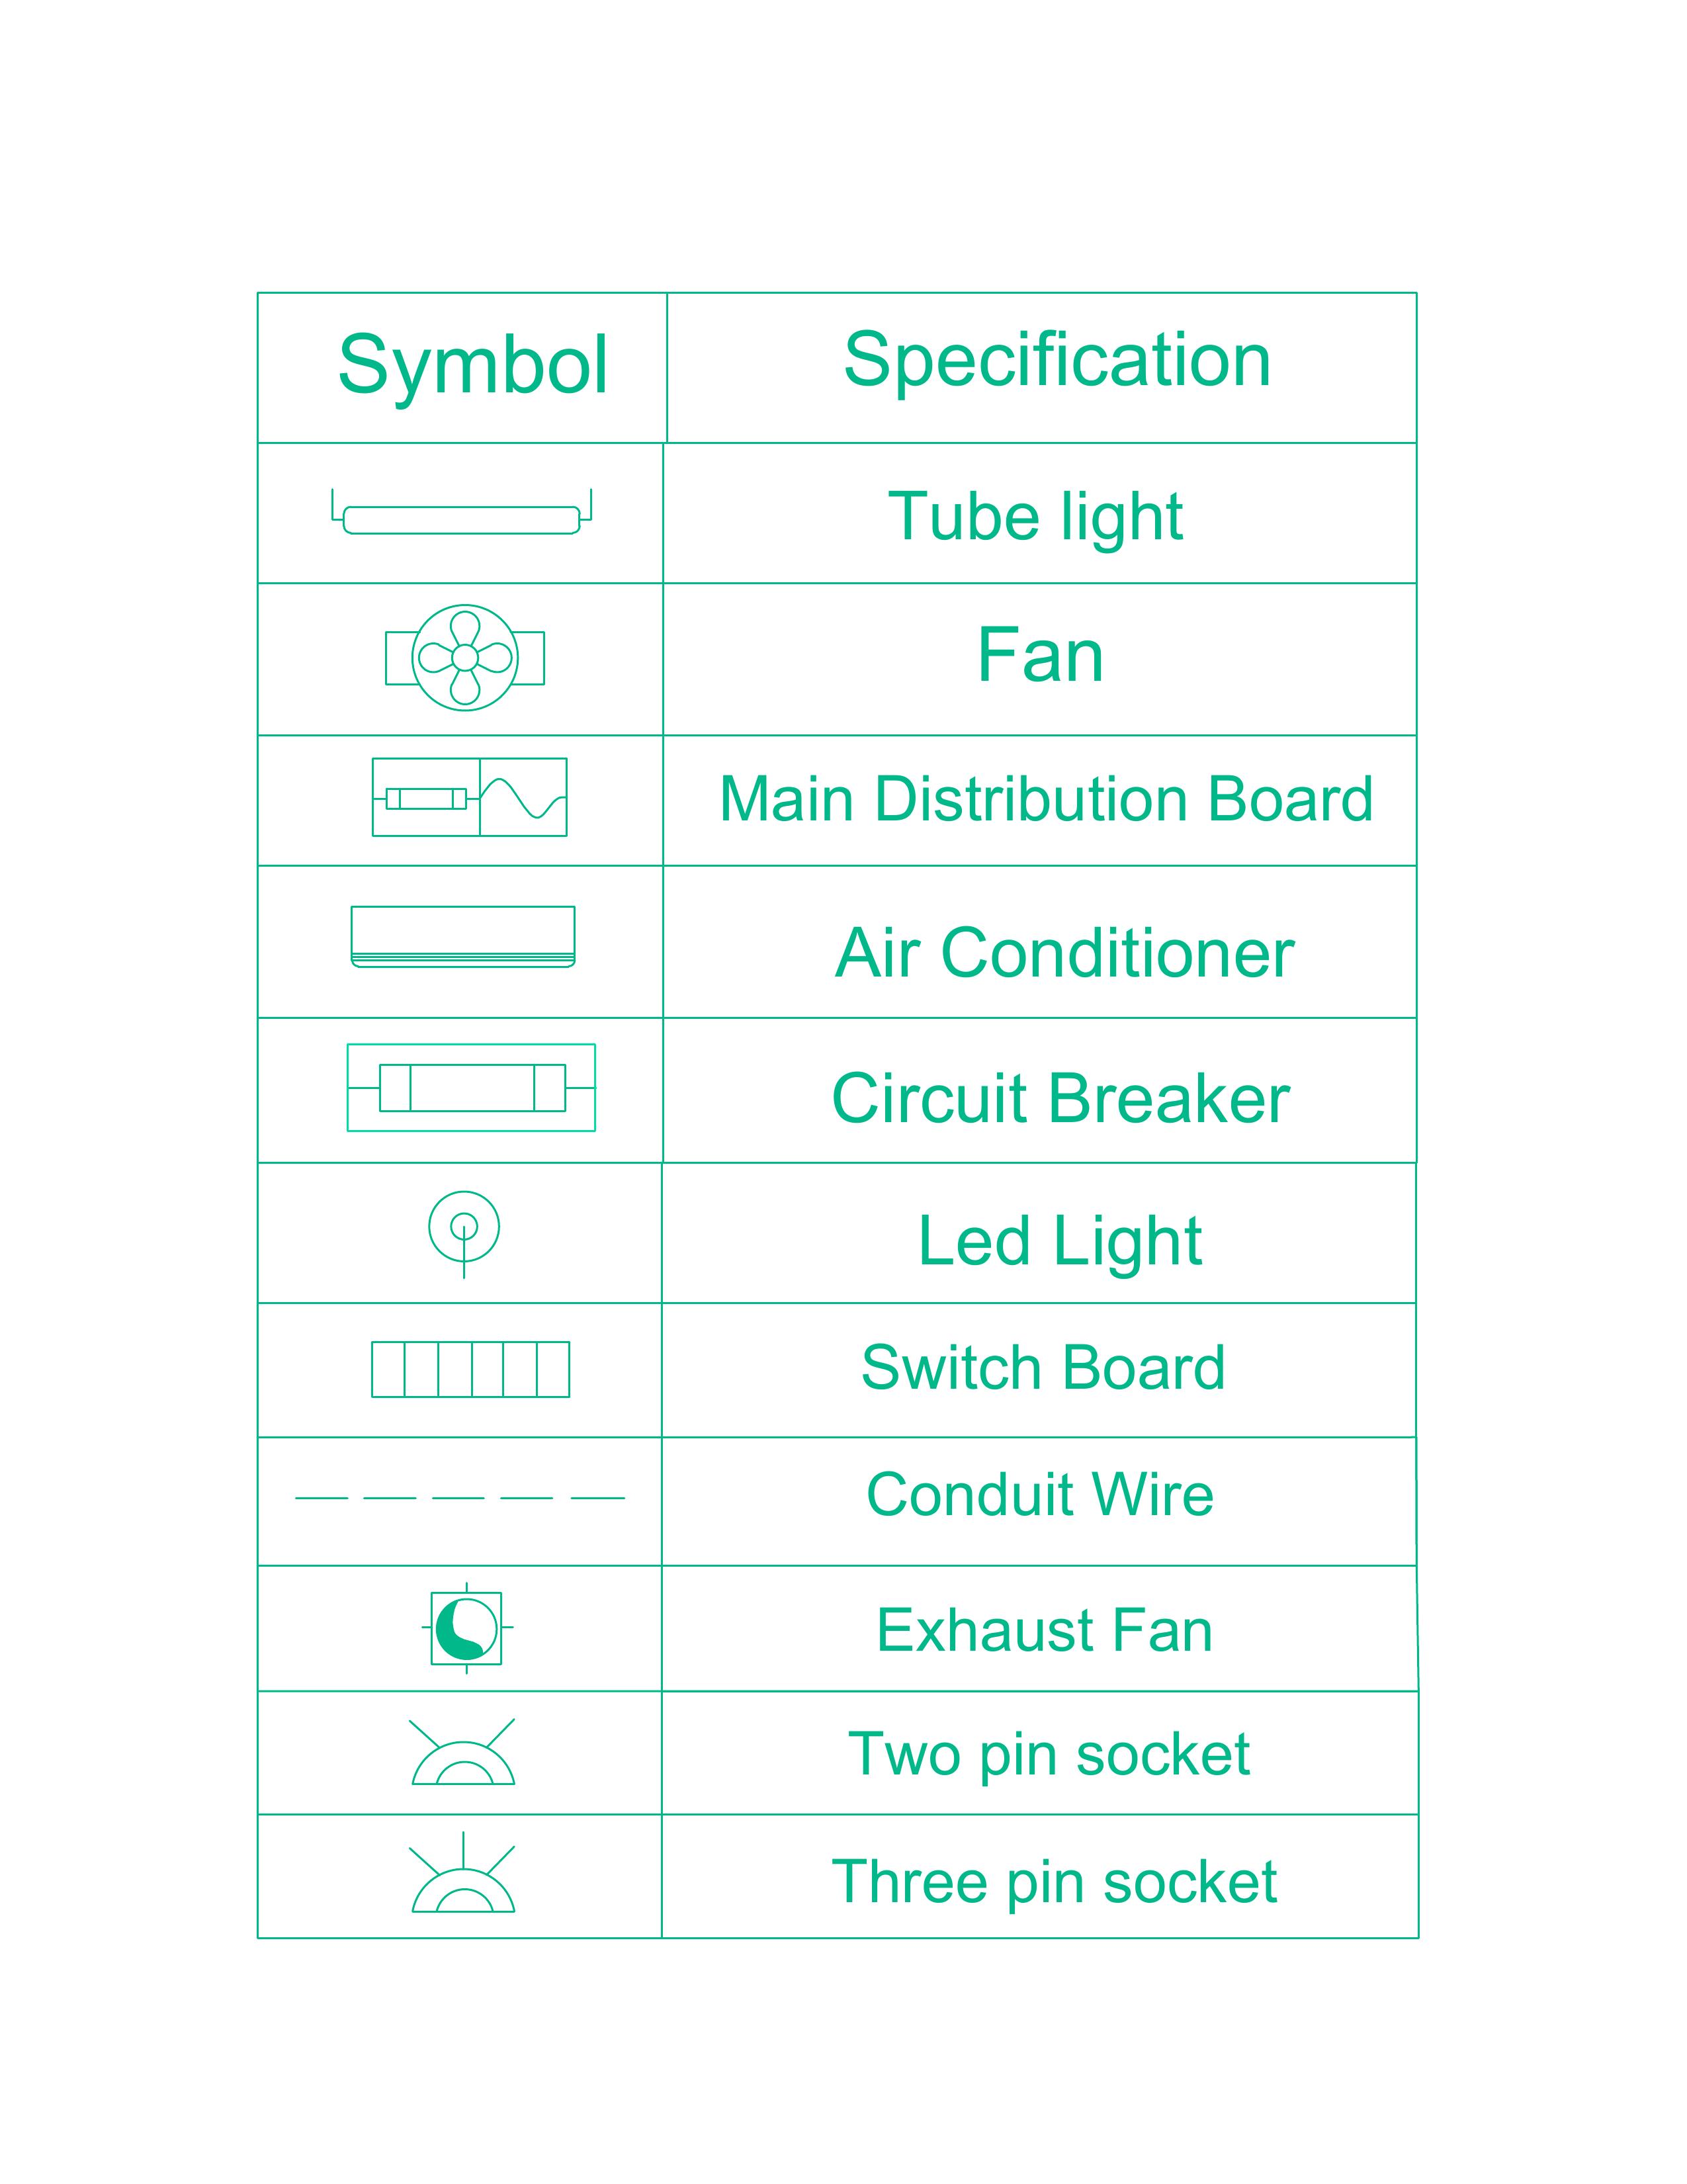 Symbol
Specification
Tube light
Fan
Main Distribution Board
Air Conditioner
Circuit Breaker
Led Light
Switch Board
Conduit Wire
Exhaust Fan
Two pin socket
Three pin socket